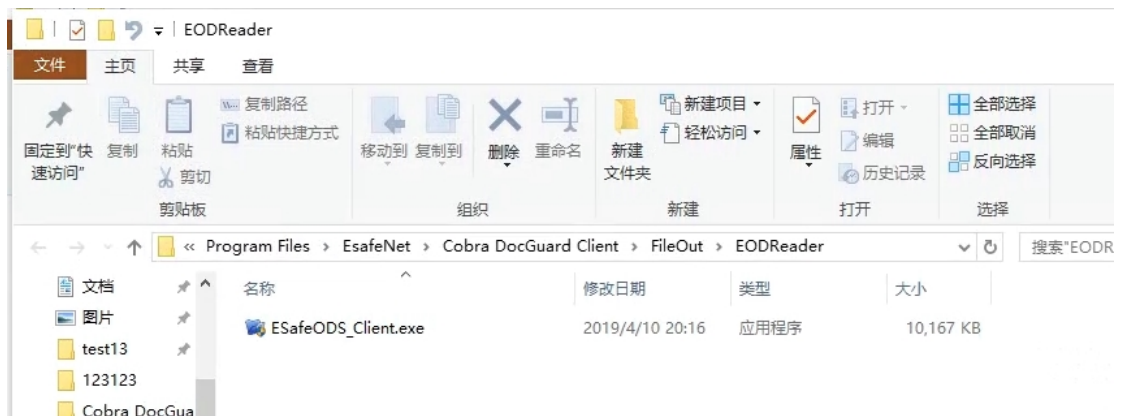 EODReader
文件 主页 共享 查看
固定到"快速访问" 复制 粘贴 复制路径 粘贴快捷方式 剪切
移动到 复制到 删除 重命名
新建文件夹 新建项目 轻松访问
属性 打开 编辑 历史记录
全部选择 全部取消 反向选择
剪贴板 组织 新建 打开 选择
« Program Files › EsafeNet › Cobra DocGuard Client › FileOut › EODReader 搜索"EODR
文档 名称 修改日期 类型 大小
图片 ESafeODS_Client.exe 2019/4/10 20:16 应用程序 10,167 KB
test13
123123
Cobra DocGua